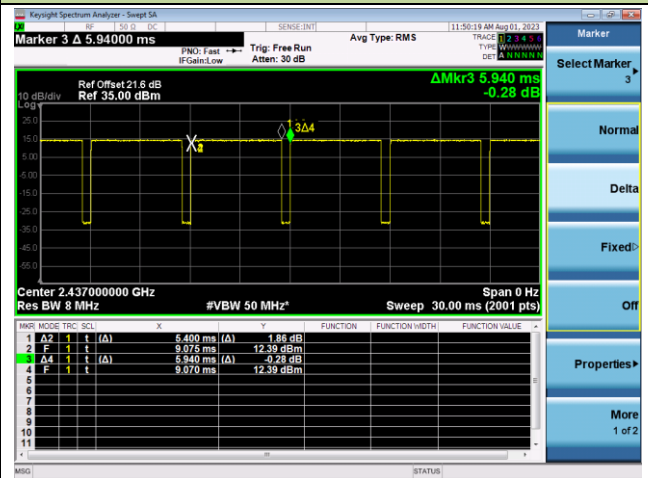 Keysight Spectrum Analyzer - Swept SA
RF 50 Ω DC SENSE:INT 11:50:19 AM Aug 01, 2023
Marker 3 Δ 5.94000 ms
PNO: Fast
IFGain:Low
Trig: Free Run
Atten: 30 dB
Avg Type: RMS
TRACE 1 2 3 4 5 6
TYPE WWWWWW
DET A N N N N N
Ref Offset 21.6 dB
10 dB/div Ref 35.00 dBm
Log
ΔMkr3 5.940 ms
-0.28 dB
25.0
15.0
5.00
-5.00
-15.0
-25.0
-35.0
-45.0
-55.0
3Δ4
Center 2.437000000 GHz Span 0 Hz
Res BW 8 MHz #VBW 50 MHz* Sweep 30.00 ms (2001 pts)
MKR MODE TRC SCL X Y FUNCTION FUNCTION WIDTH FUNCTION VALUE
1 Δ2 1 t (Δ) 5.400 ms (Δ) 1.86 dB
2 F 1 t 9.075 ms 12.39 dBm
3 Δ4 1 t (Δ) 5.940 ms (Δ) -0.28 dB
4 F 1 t 9.070 ms 12.39 dBm
5
6
7
8
9
10
11
MSG STATUS
Marker
Select Marker
3
Normal
Delta
Fixed
Off
Properties
More
1 of 2